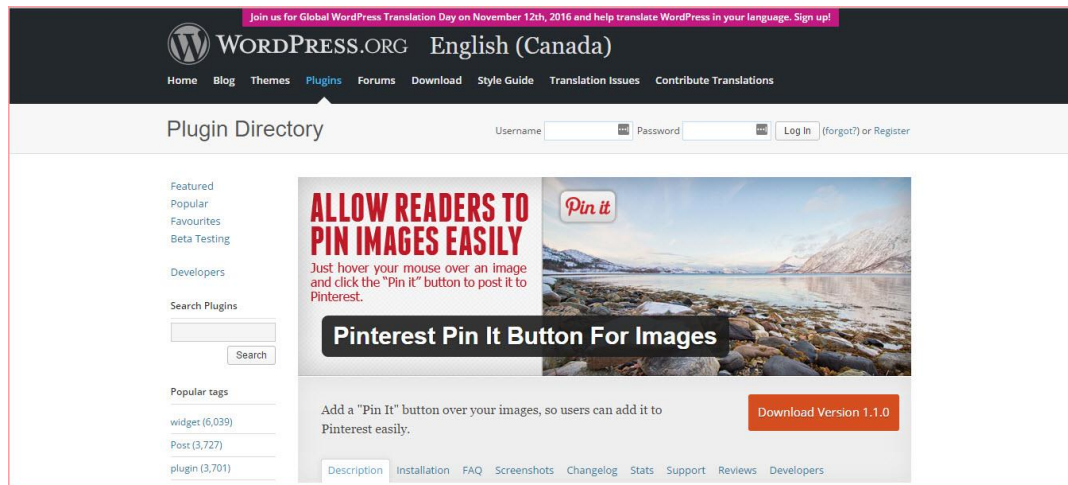 Join us for Global WordPress Translation Day on November 12th, 2016 and help translate WordPress in your language. Sign up!
WORDPRESS.ORG English (Canada)
Home Blog Themes Plugins Forums Download Style Guide Translation Issues Contribute Translations
Plugin Directory
Username Password Log In (forgot?) or Register
Featured
Popular
Favourites
Beta Testing
Developers
Search Plugins
Search
Popular tags
widget (6,039)
Post (3,727)
plugin (3,701)
ALLOW READERS TO
PIN IMAGES EASILY
Just hover your mouse over an image
and click the "Pin it" button to post it to
Pinterest.
Pin it
Pinterest Pin It Button For Images
Add a "Pin It" button over your images, so users can add it to
Pinterest easily.
Download Version 1.1.0
Description Installation FAQ Screenshots Changelog Stats Support Reviews Developers